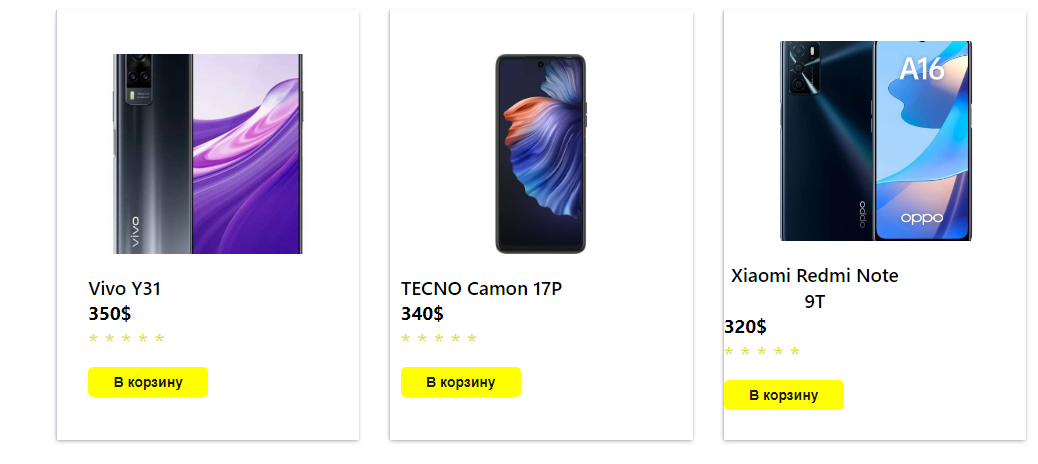 vivo
Vivo Y31
350$
* * * * *
В корзину
TECNO Camon 17P
340$
* * * * *
В корзину
A16
oppo
oppo
Xiaomi Redmi Note
9T
320$
* * * * *
В корзину